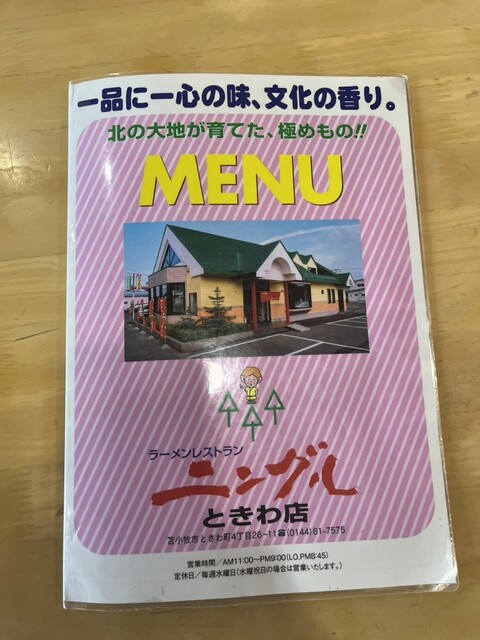 一品に一心の味、文化の香り。
北の大地が育てた、極めもの!!
MENU
ラーメンレストラン
ニングル
ときわ店
苫小牧市ときわ町4丁目26-11☎(0144)61-7575
営業時間/AM11:00〜PM9:00(LO.PM8:45)
定休日/毎週水曜日(水曜祝日の場合は営業いたします。)